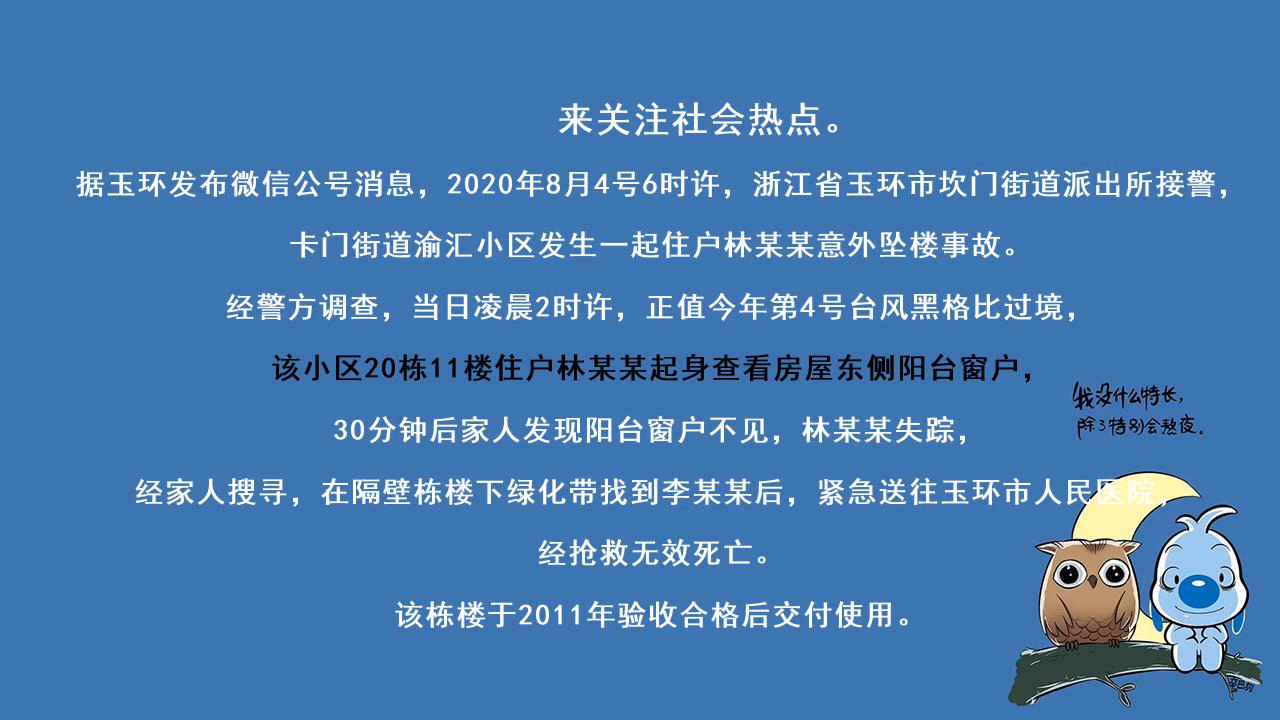 来关注社会热点。
据玉环发布微信公号消息，2020年8月4号6时许，浙江省玉环市坎门街道派出所接警，
卡门街道渝汇小区发生一起住户林某某意外坠楼事故。
经警方调查，当日凌晨2时许，正值今年第4号台风黑格比过境，
该小区20栋11楼住户林某某起身查看房屋东侧阳台窗户，
我没什么特长，
除了特别会熬夜。
30分钟后家人发现阳台窗户不见，林某某失踪，
经家人搜寻，在隔壁栋楼下绿化带找到李某某后，紧急送往玉环市人民医院，
经抢救无效死亡。
该栋楼于2011年验收合格后交付使用。